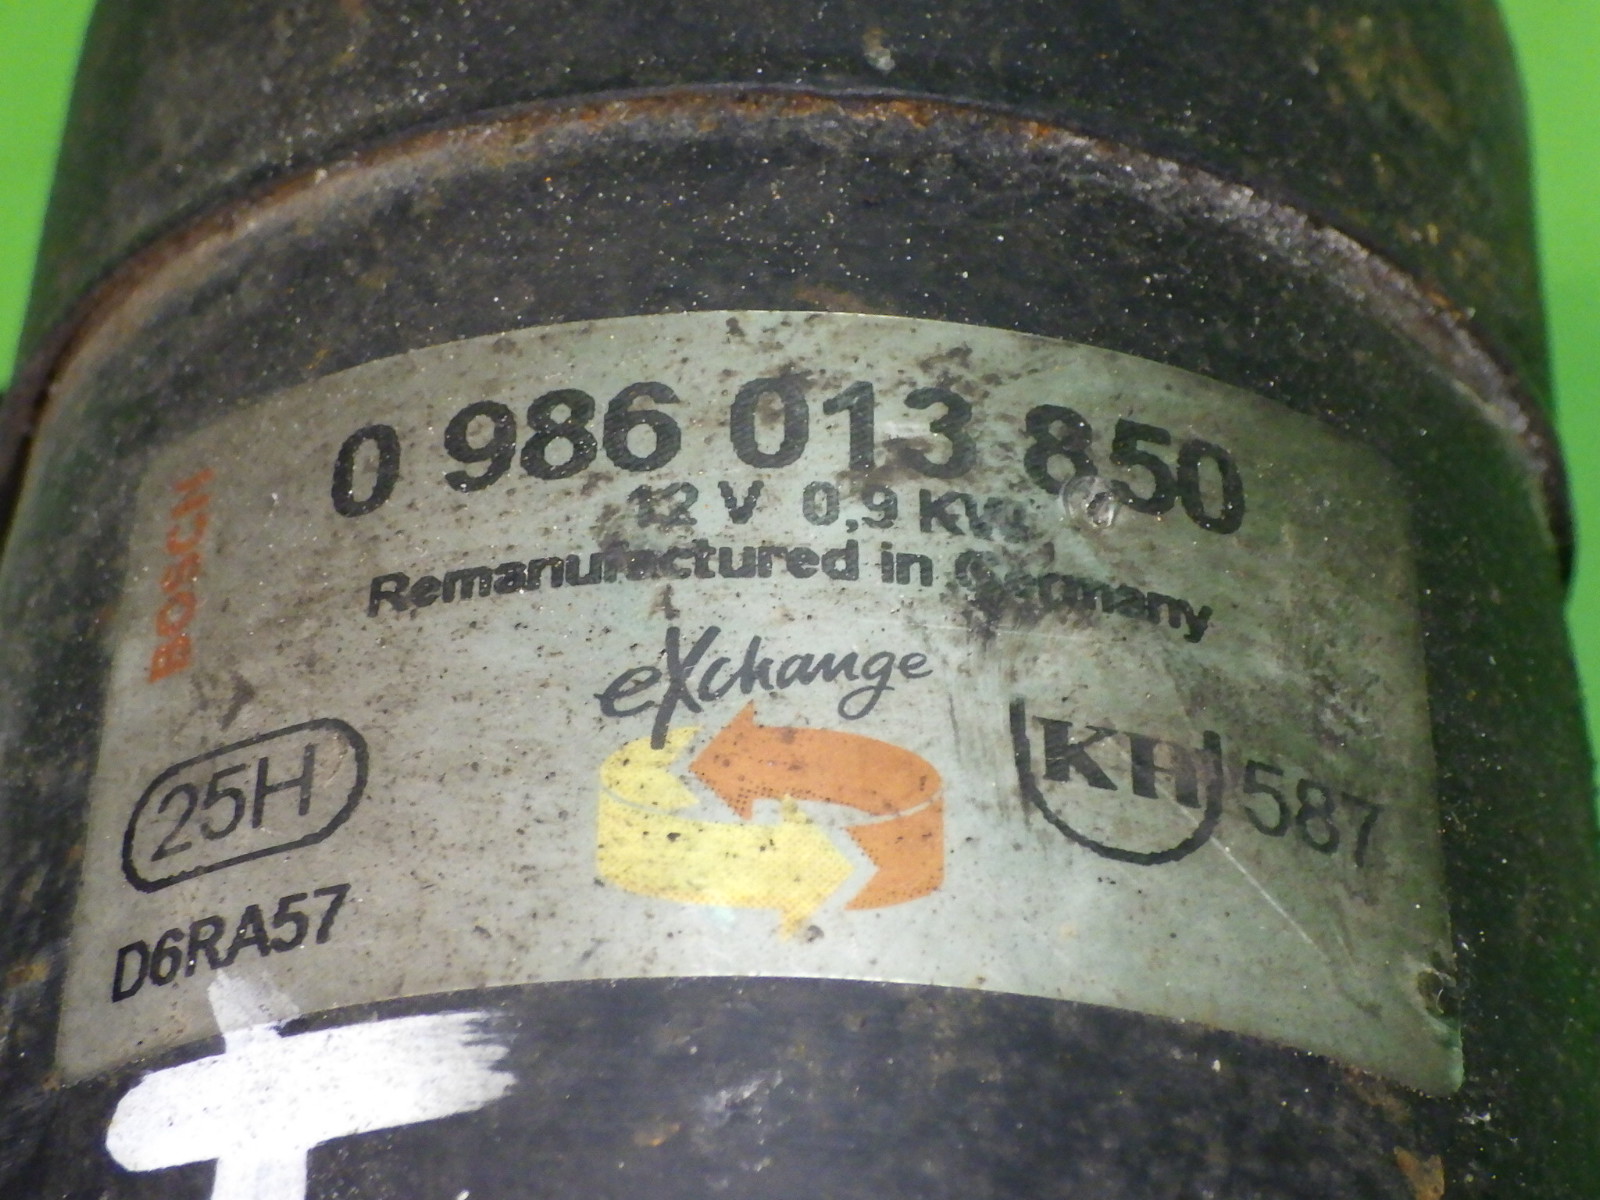 BOSCH
0 986 013 850
12 V 0,9 KW
Remanufactured in Germany
eXchange
25H
KH 587
D6RA57